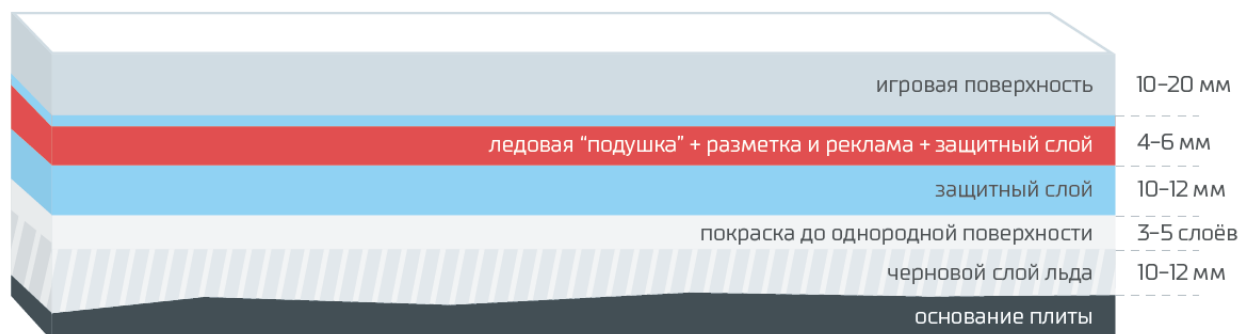 игровая поверхность 10-20 мм
ледовая “подушка” + разметка и реклама + защитный слой 4-6 мм
защитный слой 10-12 мм
покраска до однородной поверхности 3-5 слоёв
черновой слой льда 10-12 мм
основание плиты